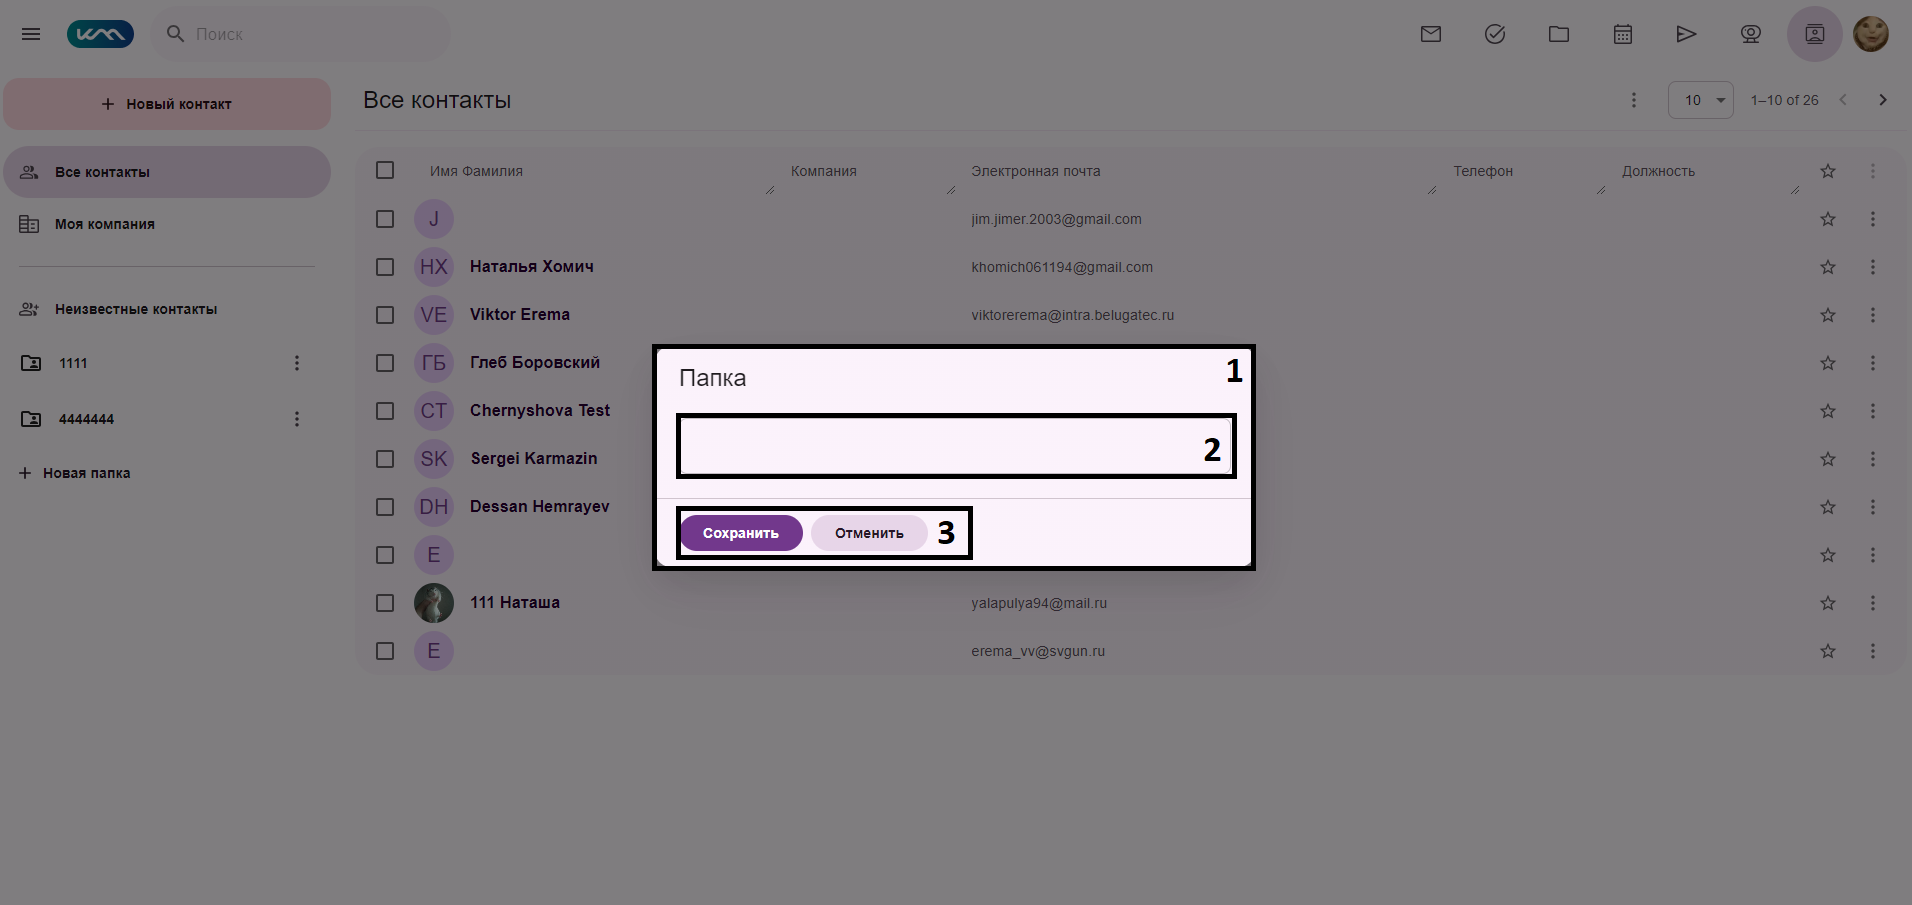 Поиск
Новый контакт
Все контакты
10
1–10 of 26
Все контакты
Моя компания
Неизвестные контакты
1111
4444444
Новая папка
Имя Фамилия Компания Электронная почта Телефон Должность
J jim.jimer.2003@gmail.com
НХ Наталья Хомич khomich061194@gmail.com
VE Viktor Erema viktorerema@intra.belugatec.ru
ГБ Глеб Боровский
CT Chernyshova Test
SK Sergei Karmazin
DH Dessan Hemrayev
E
111 Наташа yalapulya94@mail.ru
E erema_vv@svgun.ru
Папка 1
2
Сохранить Отменить 3